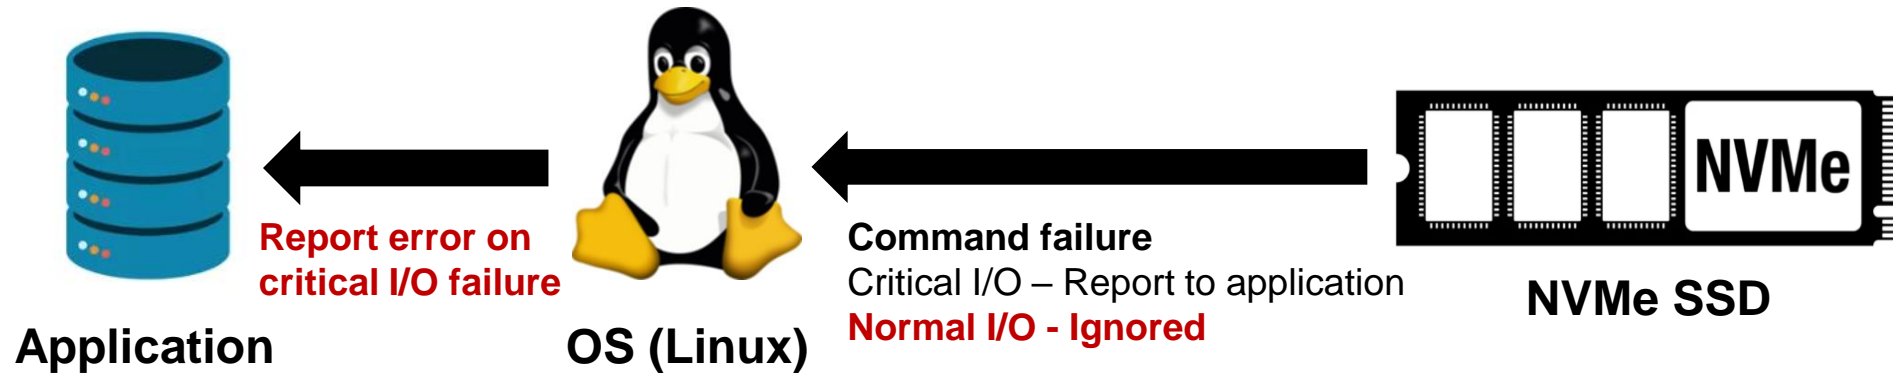 Report error on
critical I/O failure
Application
OS (Linux)
Command failure
Critical I/O – Report to application
Normal I/O - Ignored
NVMe
NVMe SSD